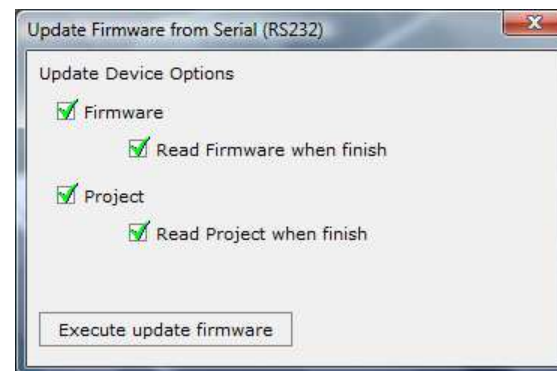 Update Firmware from Serial (RS232)
Update Device Options
Firmware
Read Firmware when finish
Project
Read Project when finish
Execute update firmware